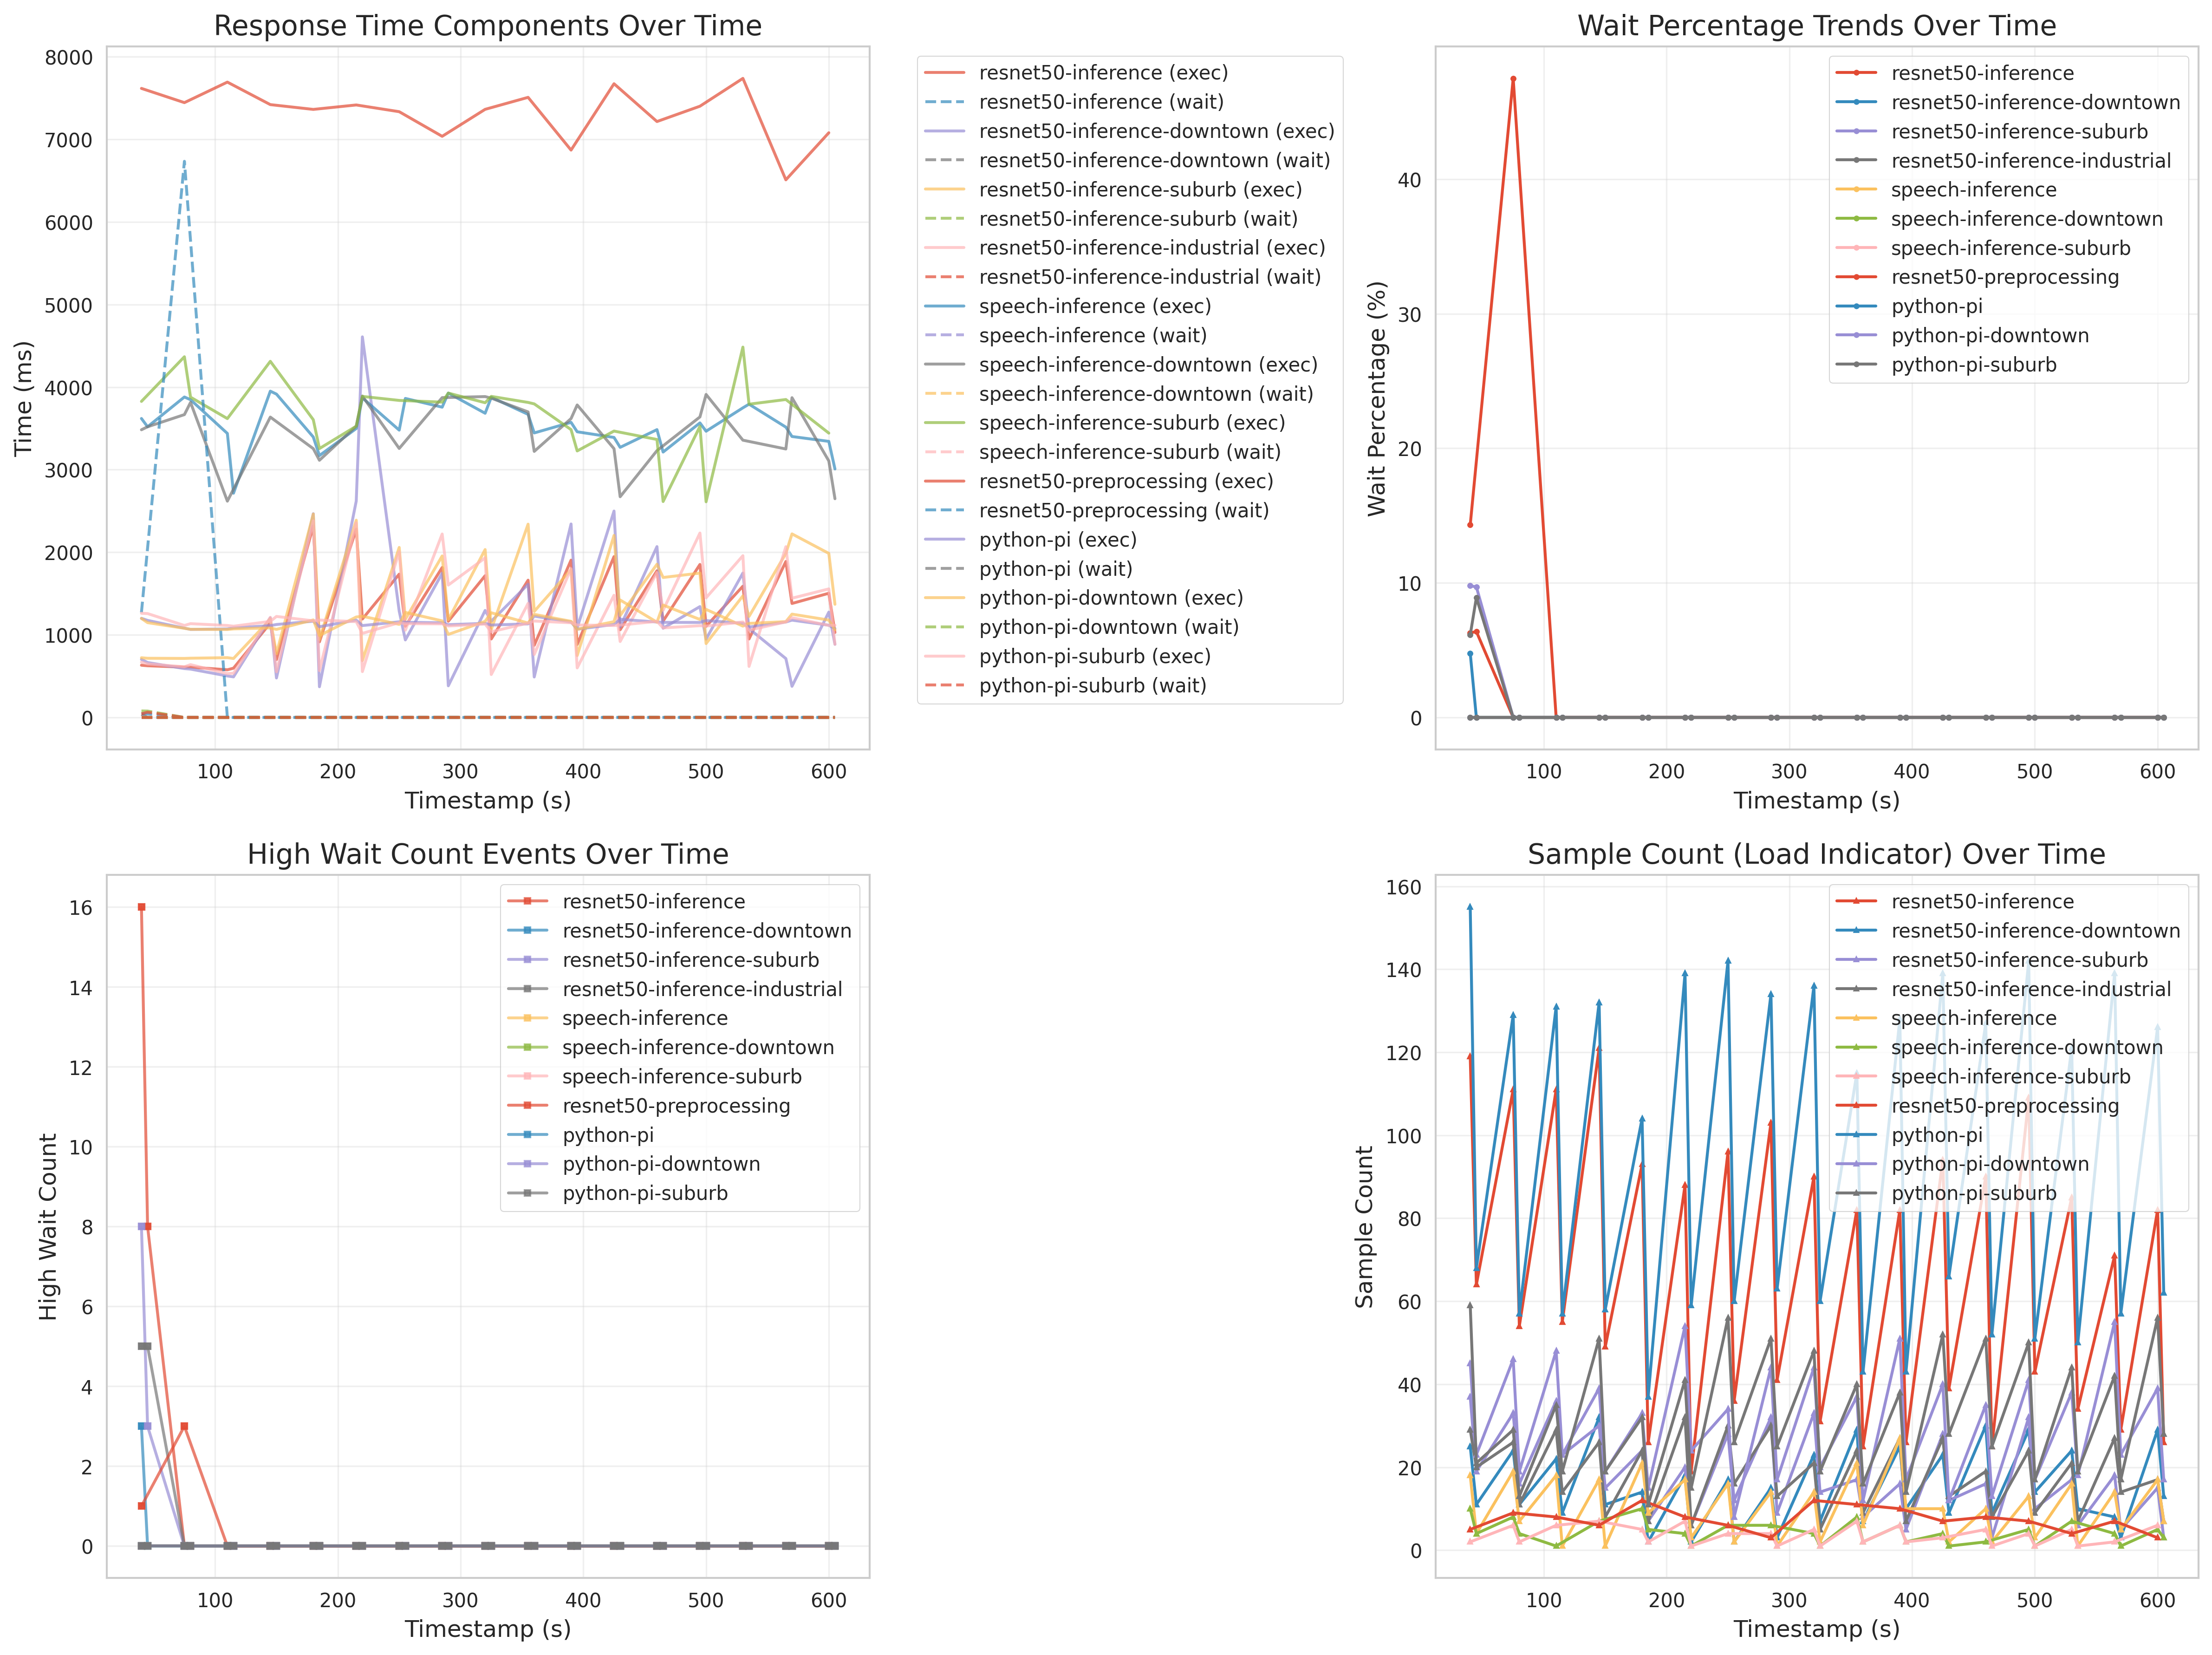 Response Time Components Over Time
8000
7000
6000
5000
4000
3000
2000
1000
0
Time (ms)
100 200 300 400 500 600
Timestamp (s)
resnet50-inference (exec)
resnet50-inference (wait)
resnet50-inference-downtown (exec)
resnet50-inference-downtown (wait)
resnet50-inference-suburb (exec)
resnet50-inference-suburb (wait)
resnet50-inference-industrial (exec)
resnet50-inference-industrial (wait)
speech-inference (exec)
speech-inference (wait)
speech-inference-downtown (exec)
speech-inference-downtown (wait)
speech-inference-suburb (exec)
speech-inference-suburb (wait)
resnet50-preprocessing (exec)
resnet50-preprocessing (wait)
python-pi (exec)
python-pi (wait)
python-pi-downtown (exec)
python-pi-downtown (wait)
python-pi-suburb (exec)
python-pi-suburb (wait)
Wait Percentage Trends Over Time
40
30
20
10
0
Wait Percentage (%)
100 200 300 400 500 600
Timestamp (s)
resnet50-inference
resnet50-inference-downtown
resnet50-inference-suburb
resnet50-inference-industrial
speech-inference
speech-inference-downtown
speech-inference-suburb
resnet50-preprocessing
python-pi
python-pi-downtown
python-pi-suburb
High Wait Count Events Over Time
16
14
12
10
8
6
4
2
0
High Wait Count
100 200 300 400 500 600
Timestamp (s)
resnet50-inference
resnet50-inference-downtown
resnet50-inference-suburb
resnet50-inference-industrial
speech-inference
speech-inference-downtown
speech-inference-suburb
resnet50-preprocessing
python-pi
python-pi-downtown
python-pi-suburb
Sample Count (Load Indicator) Over Time
160
140
120
100
80
60
40
20
0
Sample Count
100 200 300 400 500 600
Timestamp (s)
resnet50-inference
resnet50-inference-downtown
resnet50-inference-suburb
resnet50-inference-industrial
speech-inference
speech-inference-downtown
speech-inference-suburb
resnet50-preprocessing
python-pi
python-pi-downtown
python-pi-suburb